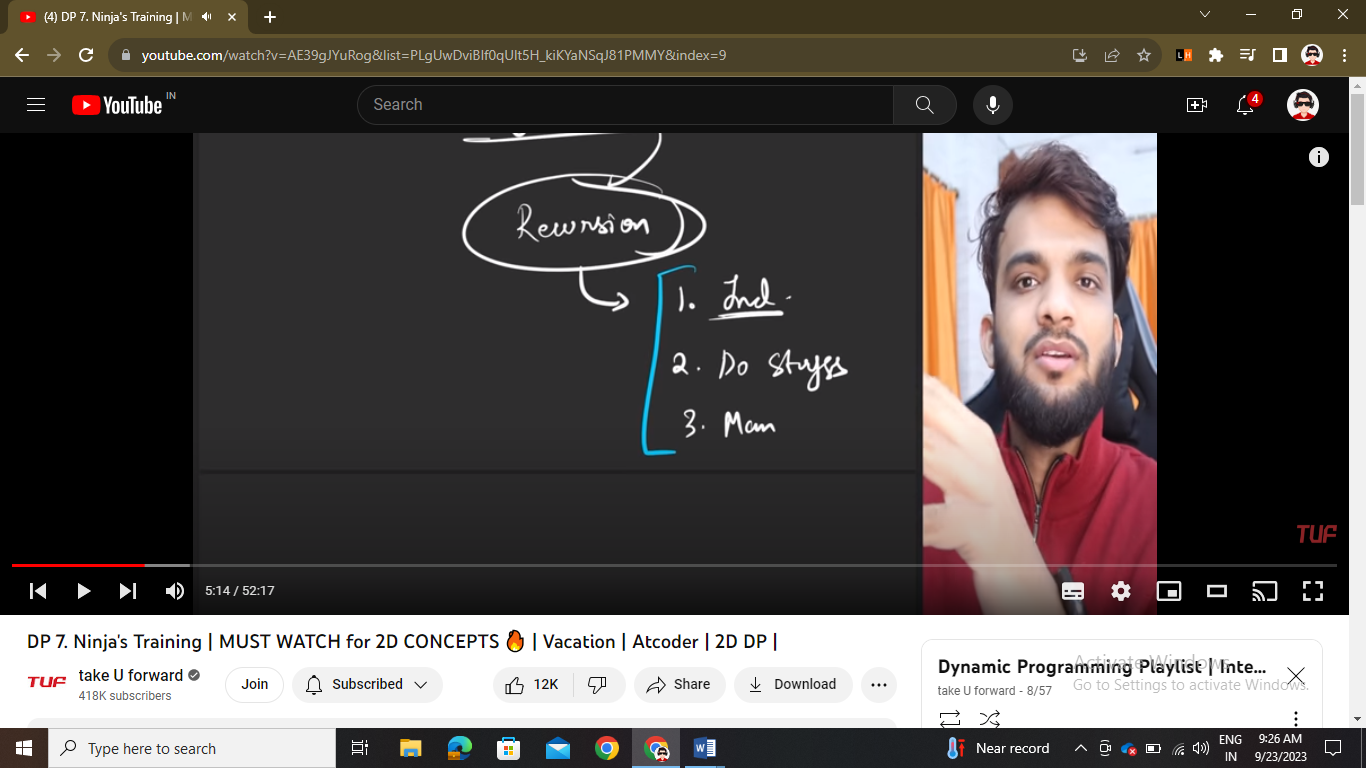 (4) DP 7. Ninja's Training | M
youtube.com/watch?v=AE39gJYuRog&list=PLgUwDviBIf0qUlt5H_kiKYaNSqJ81PMMY&index=9
L H
YouTube IN
Search
4
Recursion
1. Ind.
2. Do
3. Man
TUF
5:14 / 52:17
DP 7. Ninja's Training | MUST WATCH for 2D CONCEPTS 🔥 | Vacation | Atcoder | 2D DP |
TUF
take U forward
418K subscribers
Join
Subscribed
12K
Share
Download
Dynamic Programming Playlist | Inte...
take U forward - 8/57
Activate Windows
Go to Settings to activate Windows.
Type here to search
W
Near record
ENG
IN
9:26 AM
9/23/2023